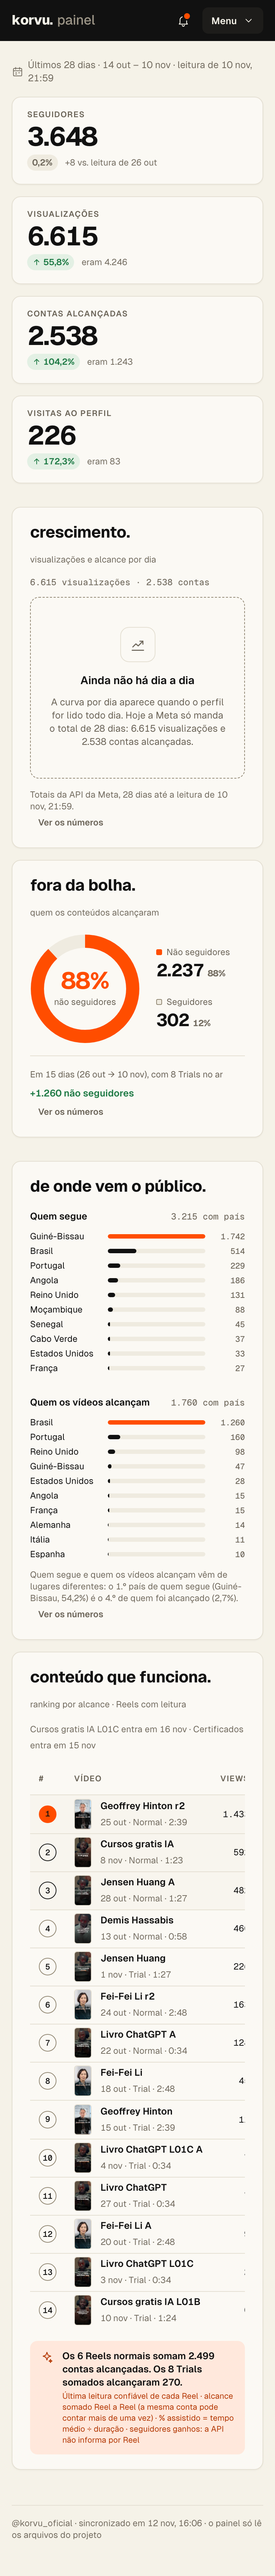 korvu. painel
Menu
Últimos 28 dias · 14 out – 10 nov · leitura de 10 nov,
21:59
SEGUIDORES
3.648
0,2% +8 vs. leitura de 26 out
VISUALIZAÇÕES
6.615
↑ 55,8% eram 4.246
CONTAS ALCANÇADAS
2.538
↑ 104,2% eram 1.243
VISITAS AO PERFIL
226
↑ 172,3% eram 83
crescimento.
visualizações e alcance por dia
6.615 visualizações · 2.538 contas
Ainda não há dia a dia
A curva por dia aparece quando o perfil
for lido todo dia. Hoje a Meta só manda
o total de 28 dias: 6.615 visualizações e
2.538 contas alcançadas.
Totais da API da Meta, 28 dias até a leitura de 10
nov, 21:59.
Ver os números
fora da bolha.
quem os conteúdos alcançaram
88%
não seguidores
Não seguidores
2.237 88%
Seguidores
302 12%
Em 15 dias (26 out → 10 nov), com 8 Trials no ar
+1.260 não seguidores
Ver os números
de onde vem o público.
Quem segue 3.215 com país
Guiné-Bissau 1.742
Brasil 514
Portugal 229
Angola 186
Reino Unido 131
Moçambique 88
Senegal 45
Cabo Verde 37
Estados Unidos 33
França 27
Quem os vídeos alcançam 1.760 com país
Brasil 1.260
Portugal 160
Reino Unido 98
Guiné-Bissau 47
Estados Unidos 28
Angola 15
França 15
Alemanha 14
Itália 11
Espanha 10
Quem segue e quem os vídeos alcançam vêm de
lugares diferentes: o 1.º país de quem segue (Guiné-
Bissau, 54,2%) é o 4.º de quem foi alcançado (2,7%).
Ver os números
conteúdo que funciona.
ranking por alcance · Reels com leitura
Cursos gratis IA L01C entra em 16 nov · Certificados
entra em 15 nov
# VÍDEO VIEWS
1 Geoffrey Hinton r2 1.43
25 out · Normal · 2:39
2 Cursos gratis IA 59
8 nov · Normal · 1:23
3 Jensen Huang A 48
28 out · Normal · 1:27
4 Demis Hassabis 46
13 out · Normal · 0:58
5 Jensen Huang 22
1 nov · Trial · 1:27
6 Fei-Fei Li r2 16
24 out · Normal · 2:48
7 Livro ChatGPT A 12
22 out · Normal · 0:34
8 Fei-Fei Li 4
18 out · Trial · 2:48
9 Geoffrey Hinton 1
15 out · Trial · 2:39
10 Livro ChatGPT L01C A
4 nov · Trial · 0:34
11 Livro ChatGPT
27 out · Trial · 0:34
12 Fei-Fei Li A
20 out · Trial · 2:48
13 Livro ChatGPT L01C
3 nov · Trial · 0:34
14 Cursos gratis IA L01B
10 nov · Trial · 1:24
Os 6 Reels normais somam 2.499
contas alcançadas. Os 8 Trials
somados alcançaram 270.
Última leitura confiável de cada Reel · alcance
somado Reel a Reel (a mesma conta pode
contar mais de uma vez) · % assistido = tempo
médio ÷ duração · seguidores ganhos: a API
não informa por Reel
@korvu_oficial · sincronizado em 12 nov, 16:06 · o painel só lê
os arquivos do projeto